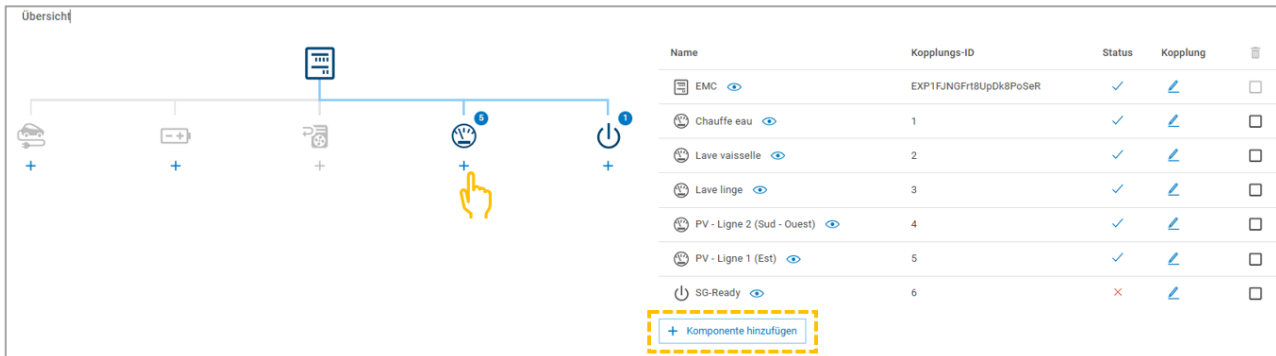 Übersicht
5
1
+ + + + +
Name Kopplungs-ID Status Kopplung
EMC EXP1FJNGFrt8UpDk8PoSeR
Chauffe eau 1
Lave vaisselle 2
Lave linge 3
PV - Ligne 2 (Sud - Ouest) 4
PV - Ligne 1 (Est) 5
SG-Ready 6
+ Komponente hinzufügen